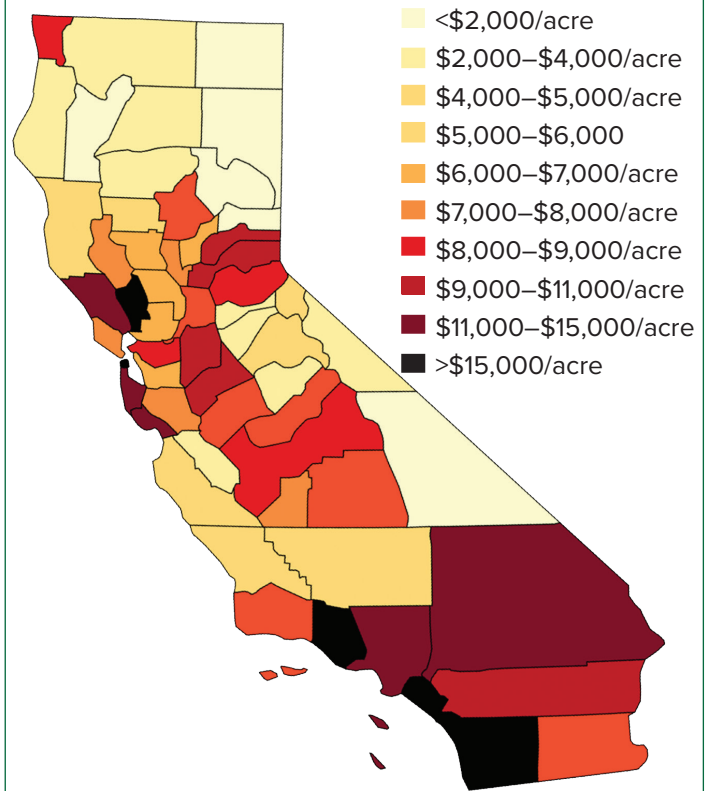 <$2,000/acre
$2,000–$4,000/acre
$4,000–$5,000/acre
$5,000–$6,000
$6,000–$7,000/acre
$7,000–$8,000/acre
$8,000–$9,000/acre
$9,000–$11,000/acre
$11,000–$15,000/acre
>$15,000/acre